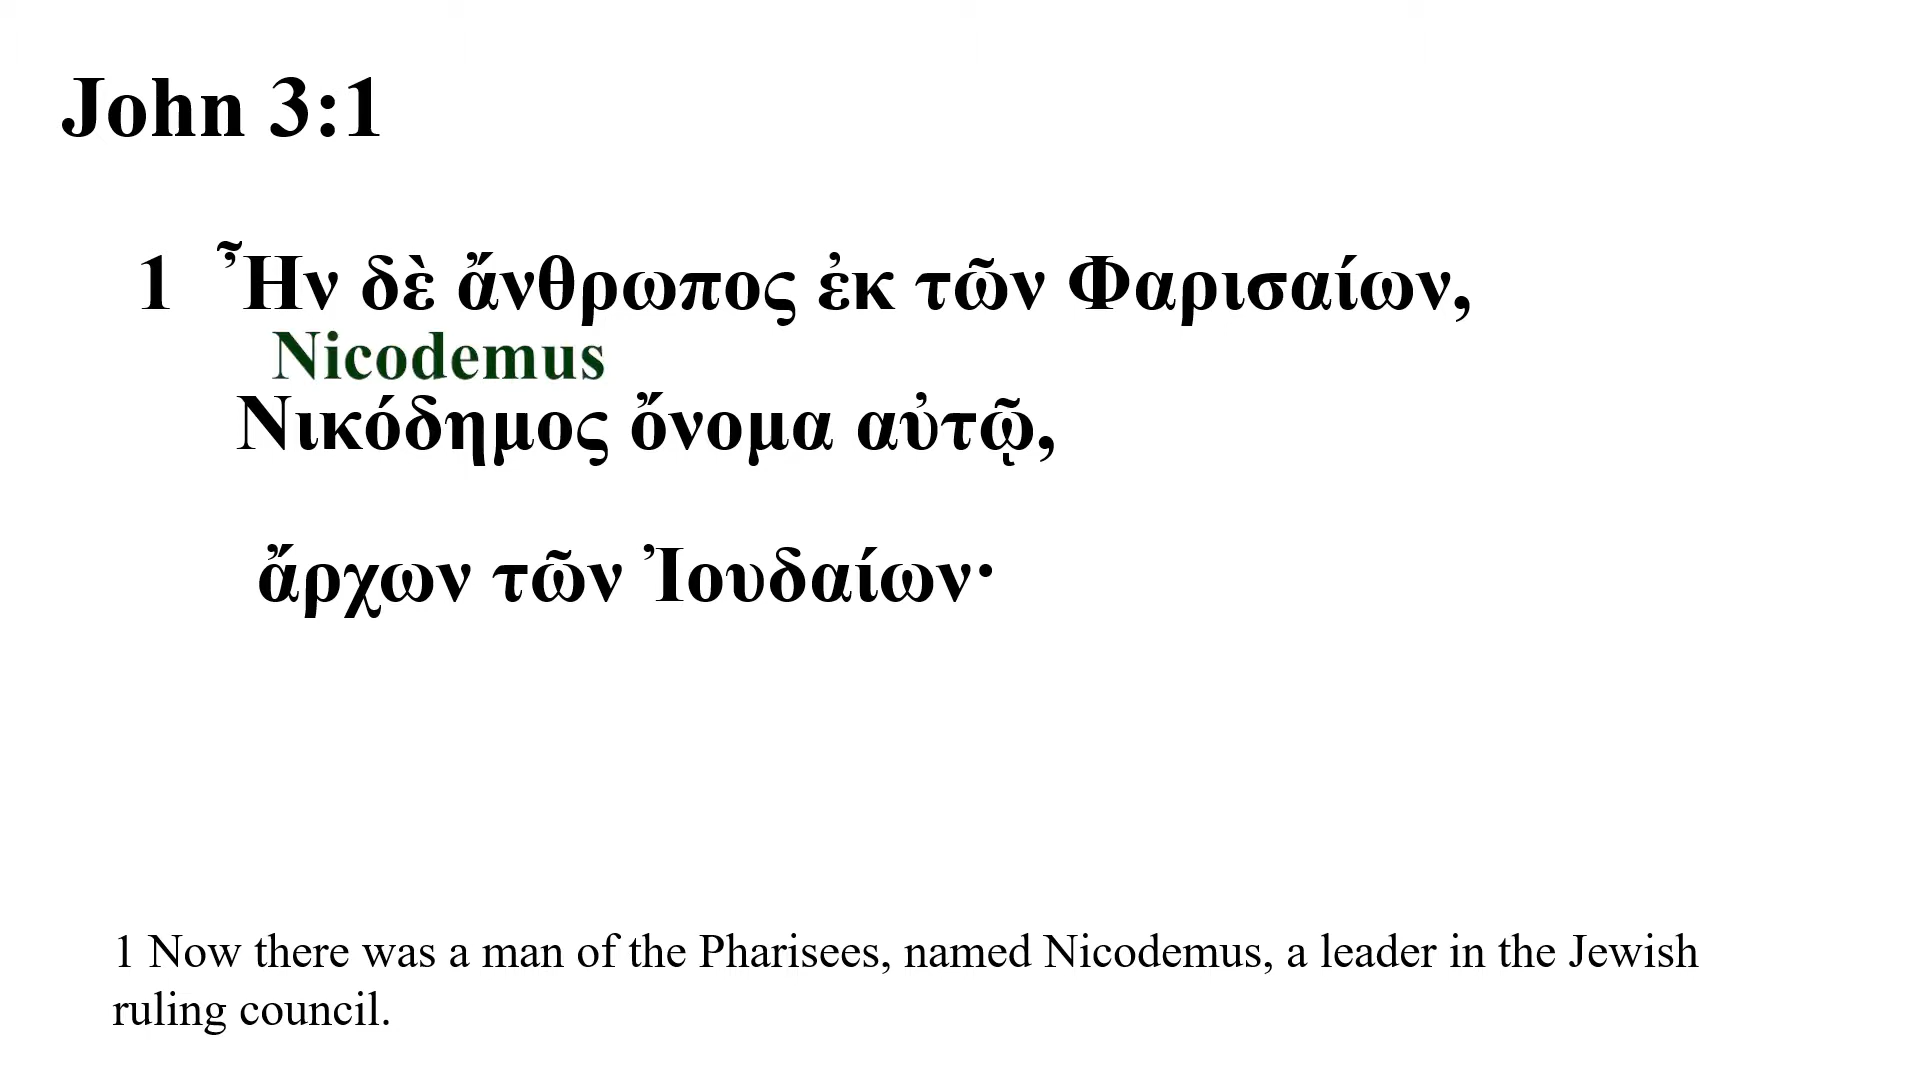 John 3:1
1 Ἦν δὲ ἄνθρωπος ἐκ τῶν Φαρισαίων,
Nicodemus
Νικόδημος ὄνομα αὐτῷ,
ἄρχων τῶν Ἰουδαίων·
1 Now there was a man of the Pharisees, named Nicodemus, a leader in the Jewish
ruling council.